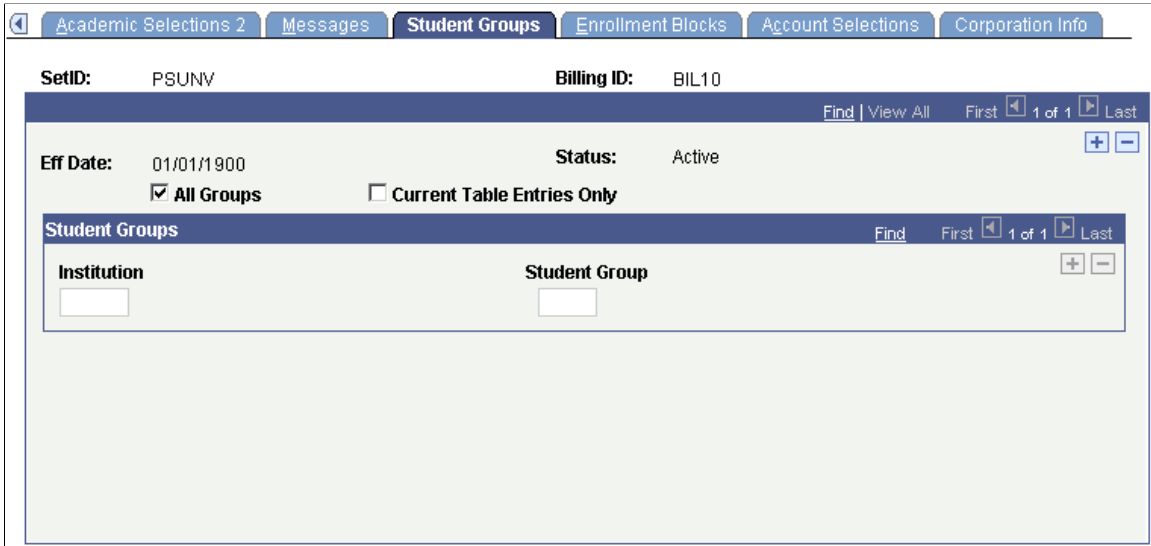 Academic Selections 2 Messages Student Groups Enrollment Blocks Account Selections Corporation Info
SetID: PSUNV Billing ID: BIL10
Find | View All First 1 of 1 Last
Eff Date: 01/01/1900 Status: Active
All Groups Current Table Entries Only
Student Groups Find First 1 of 1 Last
Institution Student Group